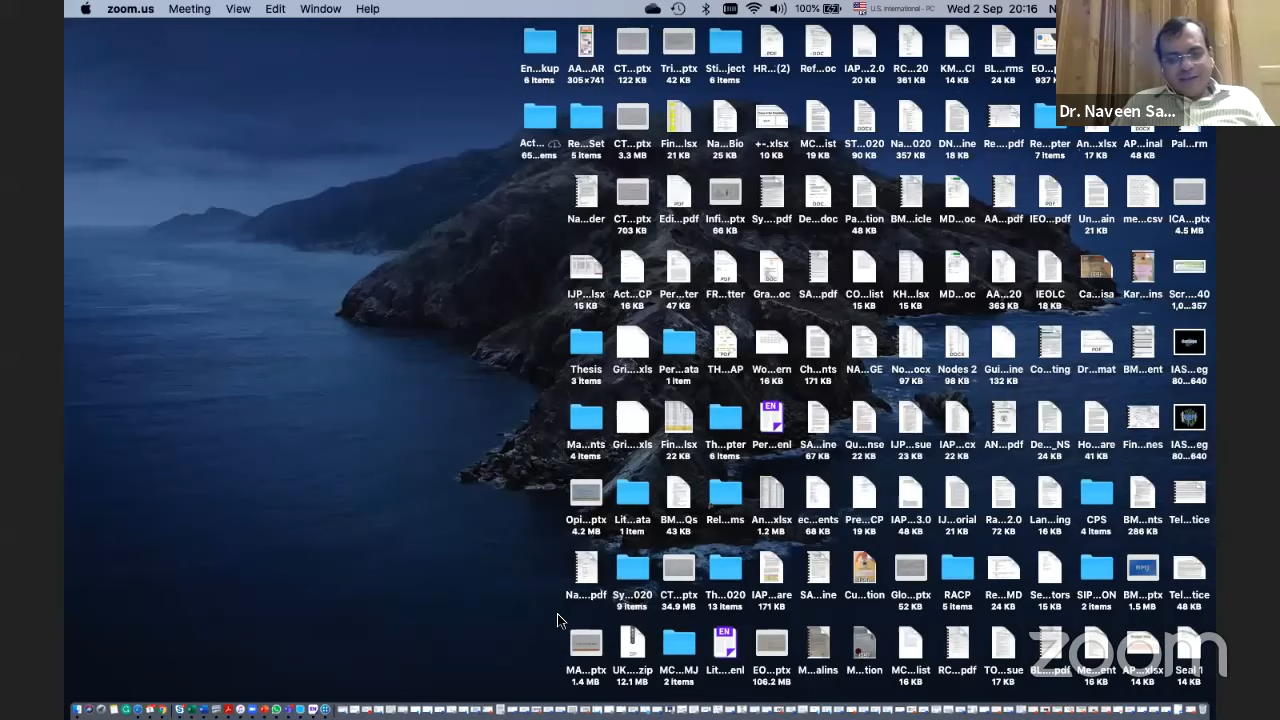 zoom.us Meeting View Edit Window Help 100% U.S. International - PC Wed 2 Sep 20:16 N
En...kup AA...AR CT...ptx Tri...ptx Sti...ject HR...(2) Ref...oc IAP...2.0 RC...20 KM...CI BL...rms EO...
6 items 305×741 122 KB 42 KB 6 items 20 KB 361 KB 14 KB 24 KB 937 K
Dr. Naveen Sa...
Act... Re...Set CT...ptx Fin...lsx Na...Bio +-.xlsx MC...ist ST...020 Na...020 DN...ine Re....pdf Re...pter An...xlsx AP...inal Pal...rm
65...ems 5 items 3.3 MB 21 KB 25 KB 10 KB 19 KB 90 KB 357 KB 18 KB 7 items 17 KB 48 KB
Na...der CT...ptx Edi...pdf Infi...ptx Sy....pdf De...doc Pa...tion BM...icle MD...oc AA...pdf IEO...pdf Un...ain me...csv ICA...ptx
703 KB 66 KB 48 KB 21 KB 4.5 MB
IJP...lsx Act...CP Per...ter FR...tter Gra...oc SA...pdf CO...list KH...lsx MD...oc AA...20 IEOLC Ca...isa Kar...ins Scr....40
15 KB 16 KB 47 KB 15 KB 15 KB 363 KB 18 KB 1,0...357
Thesis Gri....xls Per...ata TH...AP Wo...ern Ch...nts NA...GE No...ocx Nodes 2 Gui...ine Co...ting Dr...mat BM...ent IAS...eg
3 items 1 item 16 KB 171 KB 97 KB 98 KB 132 KB 80...640
Ma...nts Gri...xls Fin...lsx Th...pter Per...enl SA...ine Qu...nse IJP...sue IAP...cx AN...pdf De..._NS Ho...are Fin...nes IAS...eg
4 items 22 KB 6 items 67 KB 22 KB 23 KB 22 KB 24 KB 41 KB 80...640
Opi...ptx Lit...ata BM...Qs Rel...ms An...xlsx ec...ents Pre...CP IAP...3.0 IJ...orial Ra...2.0 Lan...ing CPS BM...nts Tel...tice
4.2 MB 1 item 43 KB 1.2 MB 68 KB 19 KB 48 KB 21 KB 72 KB 16 KB 4 items 286 KB
Na....pdf Sy...020 CT...ptx Th...020 IAP...are SA...ine Cu...tion Glo...ptx RACP Re...MD Se...tors SIP...ON BM...ptx Tel...tice
9 items 34.9 MB 13 items 171 KB 52 KB 5 items 24 KB 15 KB 2 items 1.5 MB 48 KB
MA...ptx UK...zip MC...MJ Lit...enl EO...ptx M...alins M...tion MC...list RC...pdf TO...sue BL...pdf Me...ent AP...xlsx Seal 1
1.4 MB 12.1 MB 2 items 106.2 MB 16 KB 17 KB 16 KB 14 KB 14 KB
zoom